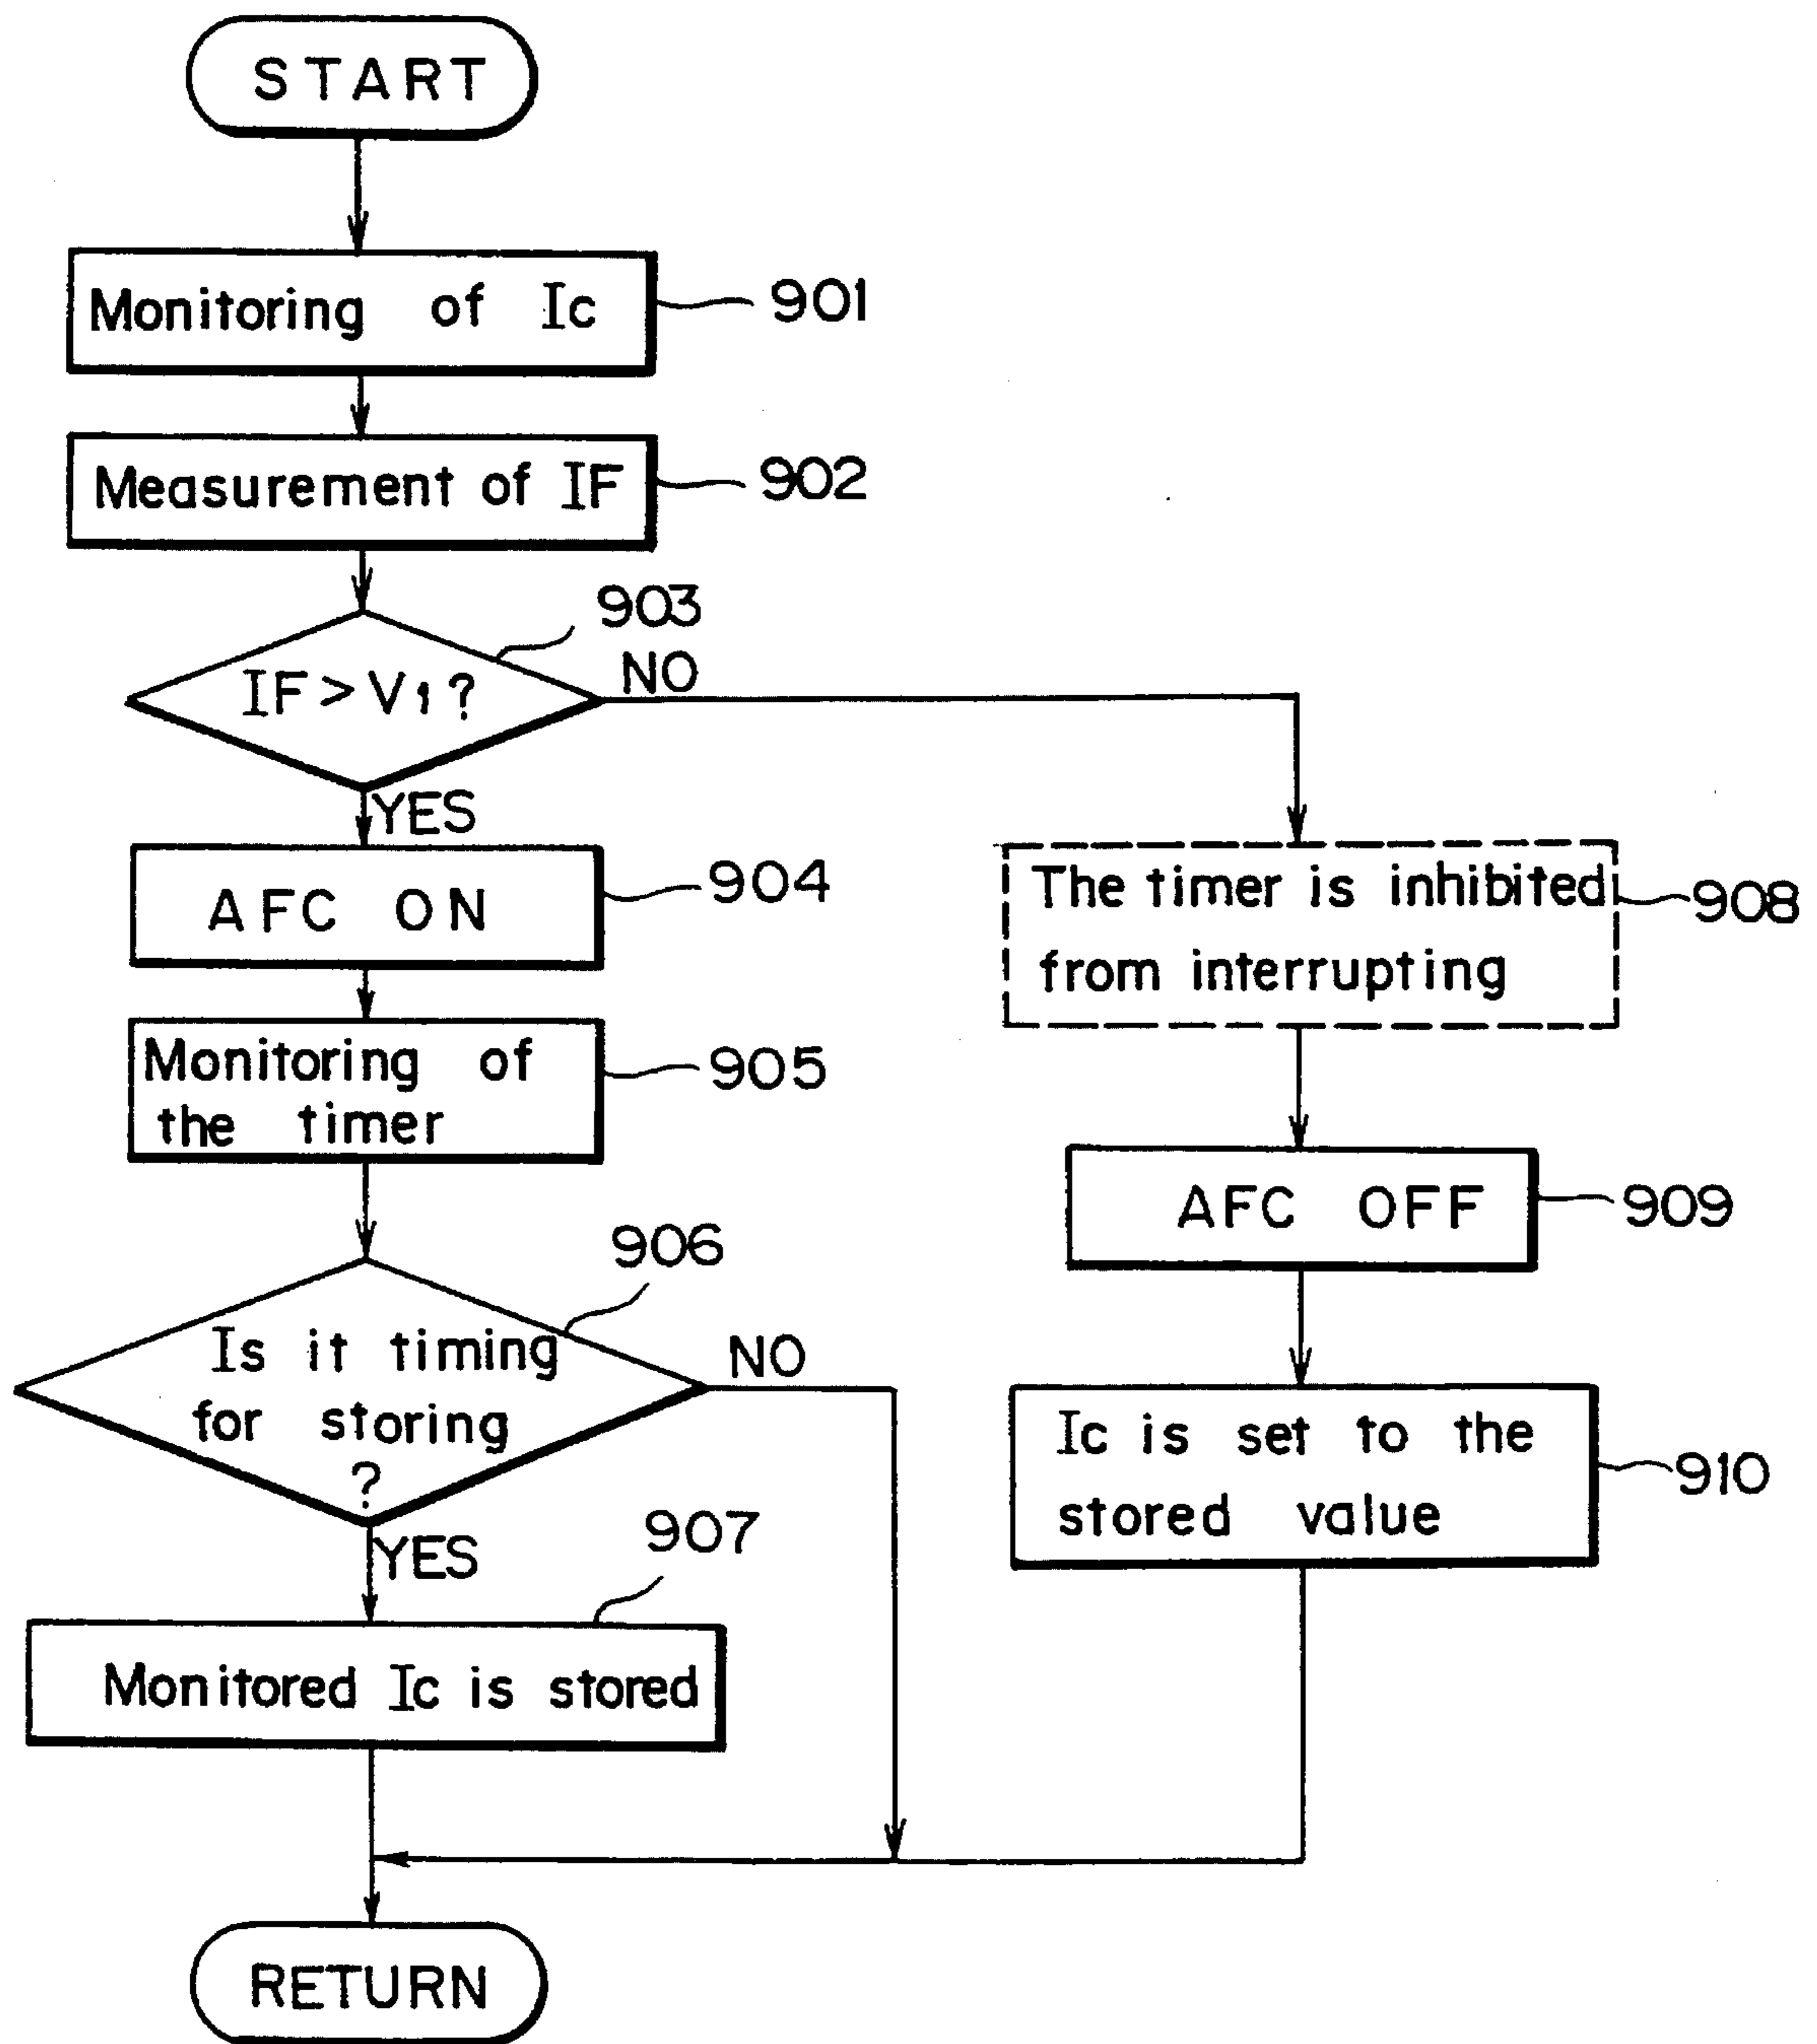 START
Monitoring of Ic
901
Measurement of IF
902
903
IF > V1 ?
NO
YES
AFC ON
904
Monitoring of
the timer
905
906
Is it timing
for storing
?
NO
YES
907
Monitored Ic is stored
The timer is inhibited
from interrupting
908
AFC OFF
909
Ic is set to the
stored value
910
RETURN